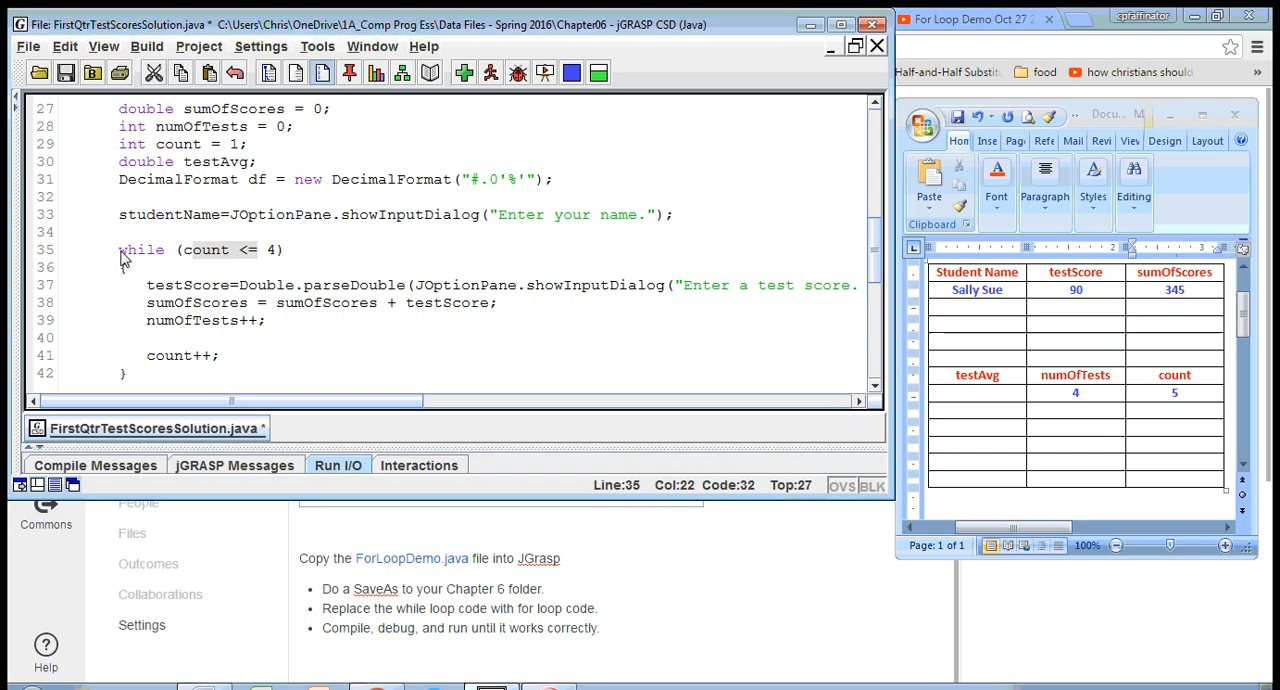 File: FirstQtrTestScoresSolution.java * C:\Users\Chris\OneDrive\1A_Comp Prog Ess\Data Files - Spring 2016\Chapter06 - jGRASP CSD (Java)
File Edit View Build Project Settings Tools Window Help
27 double sumOfScores = 0;
28 int numOfTests = 0;
29 int count = 1;
30 double testAvg;
31 DecimalFormat df = new DecimalFormat("#.0'%'");
32
33 studentName=JOptionPane.showInputDialog("Enter your name.");
34
35 while (count <= 4)
36 {
37 testScore=Double.parseDouble(JOptionPane.showInputDialog("Enter a test score.
38 sumOfScores = sumOfScores + testScore;
39 numOfTests++;
40
41 count++;
42 }
FirstQtrTestScoresSolution.java *
Compile Messages jGRASP Messages Run I/O Interactions
Line:35 Col:22 Code:32 Top:27 OVS BLK
For Loop Demo Oct 27 2
cpfaffinator
Half-and-Half Substitu food how christians should »
Docu... M
Hom Inse Page Refe Mail Revi View Design Layout
Paste Font Paragraph Styles Editing
Clipboard
2 3
Student Name testScore sumOfScores
Sally Sue 90 345
testAvg numOfTests count
4 5
Page: 1 of 1 100%
Commons
Help
People
Files
Outcomes
Collaborations
Settings
Copy the ForLoopDemo.java file into JGrasp
• Do a SaveAs to your Chapter 6 folder.
• Replace the while loop code with for loop code.
• Compile, debug, and run until it works correctly.